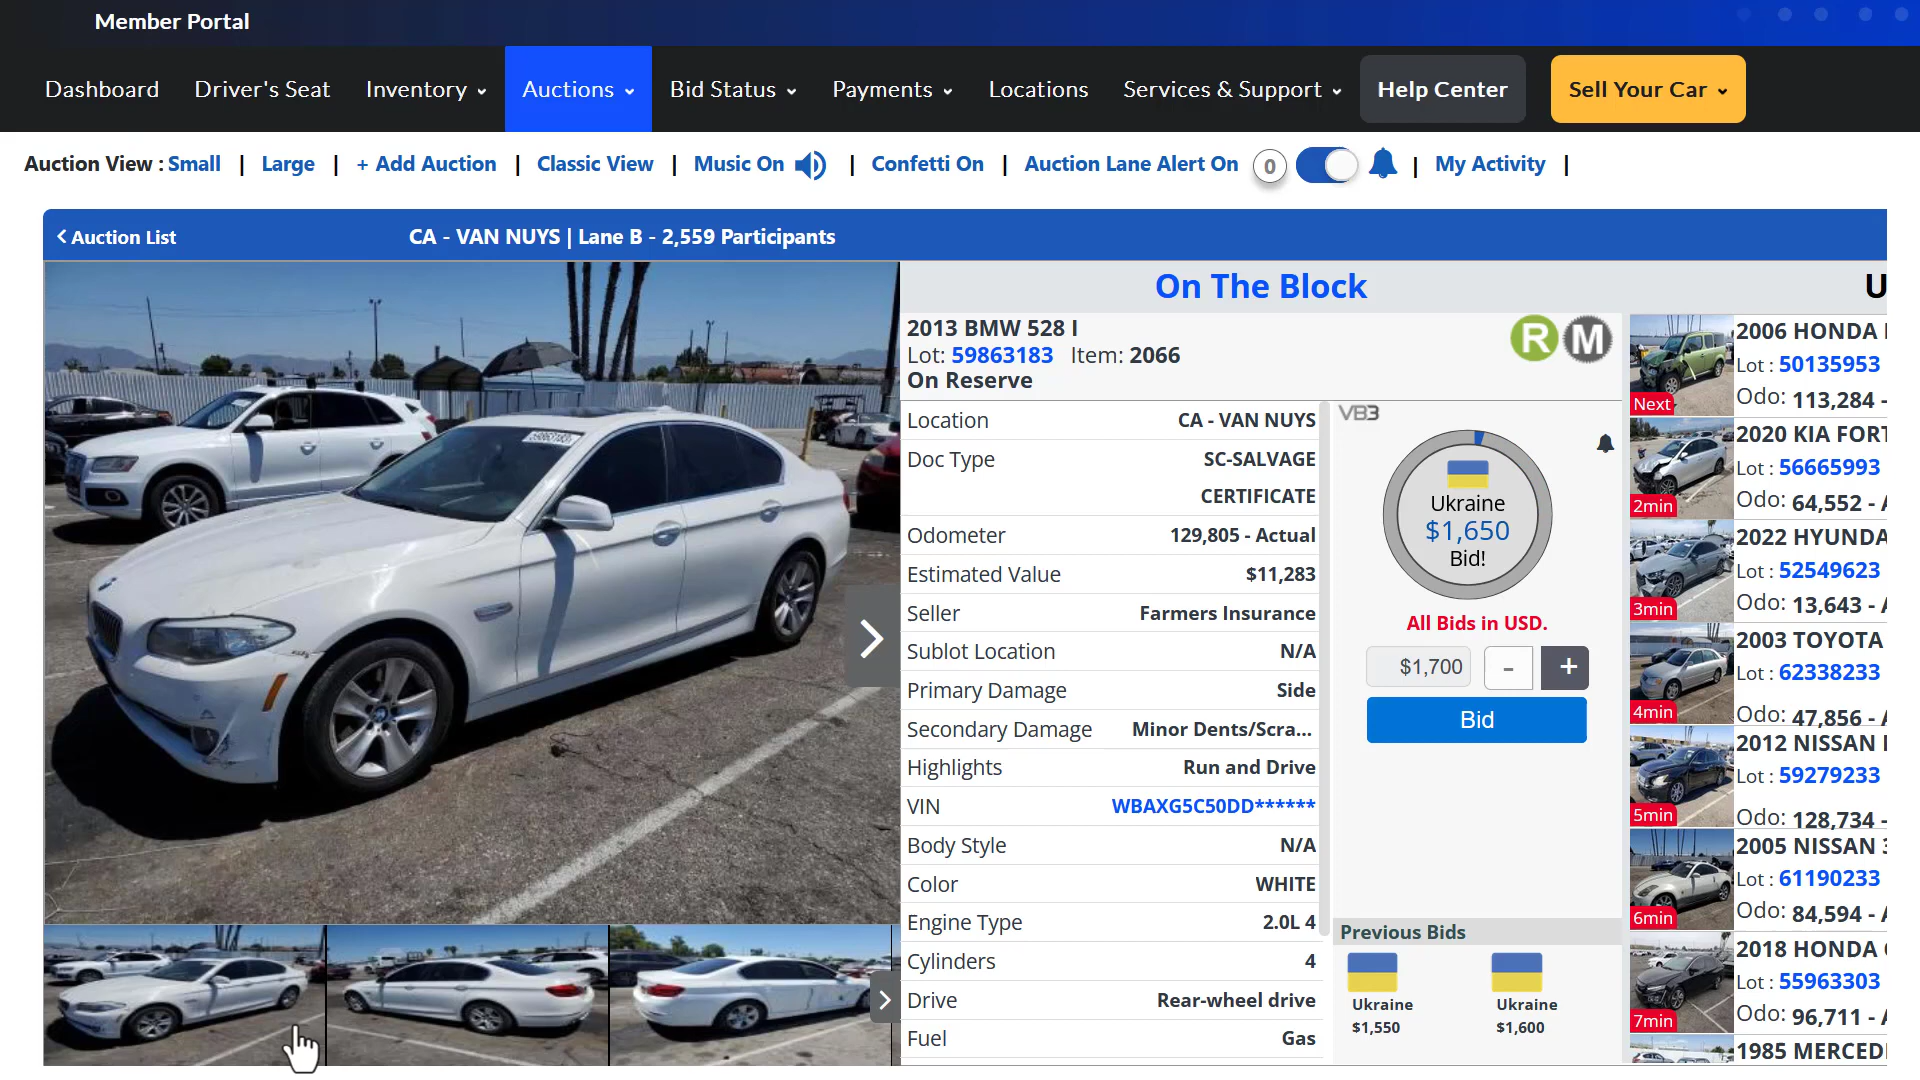 Member Portal
Dashboard Driver's Seat Inventory Auctions Bid Status Payments Locations Services & Support Help Center Sell Your Car
Auction View : Small | Large | + Add Auction | Classic View | Music On | Confetti On | Auction Lane Alert On 0 | My Activity |
Auction List CA - VAN NUYS | Lane B - 2,559 Participants
On The Block U
2013 BMW 528 I
Lot: 59863183 Item: 2066
On Reserve
R M
Location CA - VAN NUYS
Doc Type SC-SALVAGE
CERTIFICATE
Odometer 129,805 - Actual
Estimated Value $11,283
Seller Farmers Insurance
Sublot Location N/A
Primary Damage Side
Secondary Damage Minor Dents/Scra...
Highlights Run and Drive
VIN WBAXG5C50DD******
Body Style N/A
Color WHITE
Engine Type 2.0L 4
Cylinders 4
Drive Rear-wheel drive
Fuel Gas
VB3
Ukraine
$1,650
Bid!
All Bids in USD.
$1,700 - +
Bid
Previous Bids
Ukraine
$1,550
Ukraine
$1,600
2006 HONDA
Lot : 50135953
Odo: 113,284 -
Next
2020 KIA FORT
Lot : 56665993
Odo: 64,552 - A
2min
2022 HYUNDA
Lot : 52549623
Odo: 13,643 - A
3min
2003 TOYOTA
Lot : 62338233
Odo: 47,856 - A
4min
2012 NISSAN
Lot : 59279233
Odo: 128,734 -
5min
2005 NISSAN 3
Lot : 61190233
Odo: 84,594 - A
6min
2018 HONDA
Lot : 55963303
Odo: 96,711 - A
7min
1985 MERCED
59863183